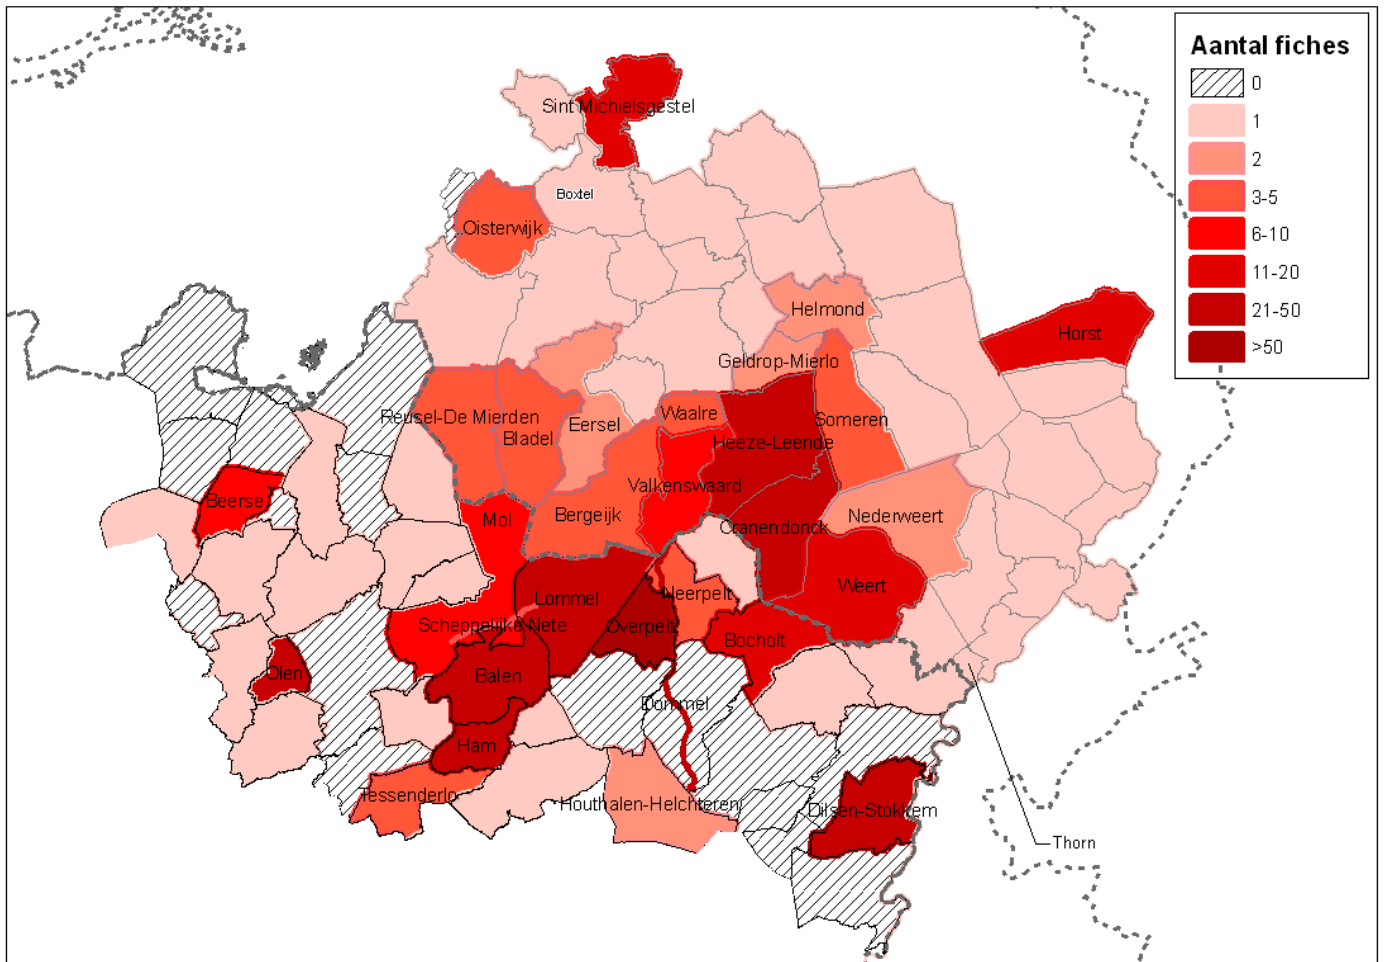 Aantal fiches
0
1
2
3-5
6-10
11-20
21-50
>50
Sint Michielsgestel
Boxtel
Oisterwijk
Helmond
Horst
Geldrop-Mierlo
Reusel-De Mierden
Bladel
Eersel
Waalre
Someren
Heeze-Leende
Valkenswaard
Beerse
Mol
Bergeijk
Cranendonck
Nederweert
Weert
Neerpelt
Lommel
Scheppelijke Nete
Overpelt
Bocholt
Olen
Balen
Dommel
Ham
Tessenderlo
Houthalen-Helchteren
Dilsen-Stokkem
Thorn